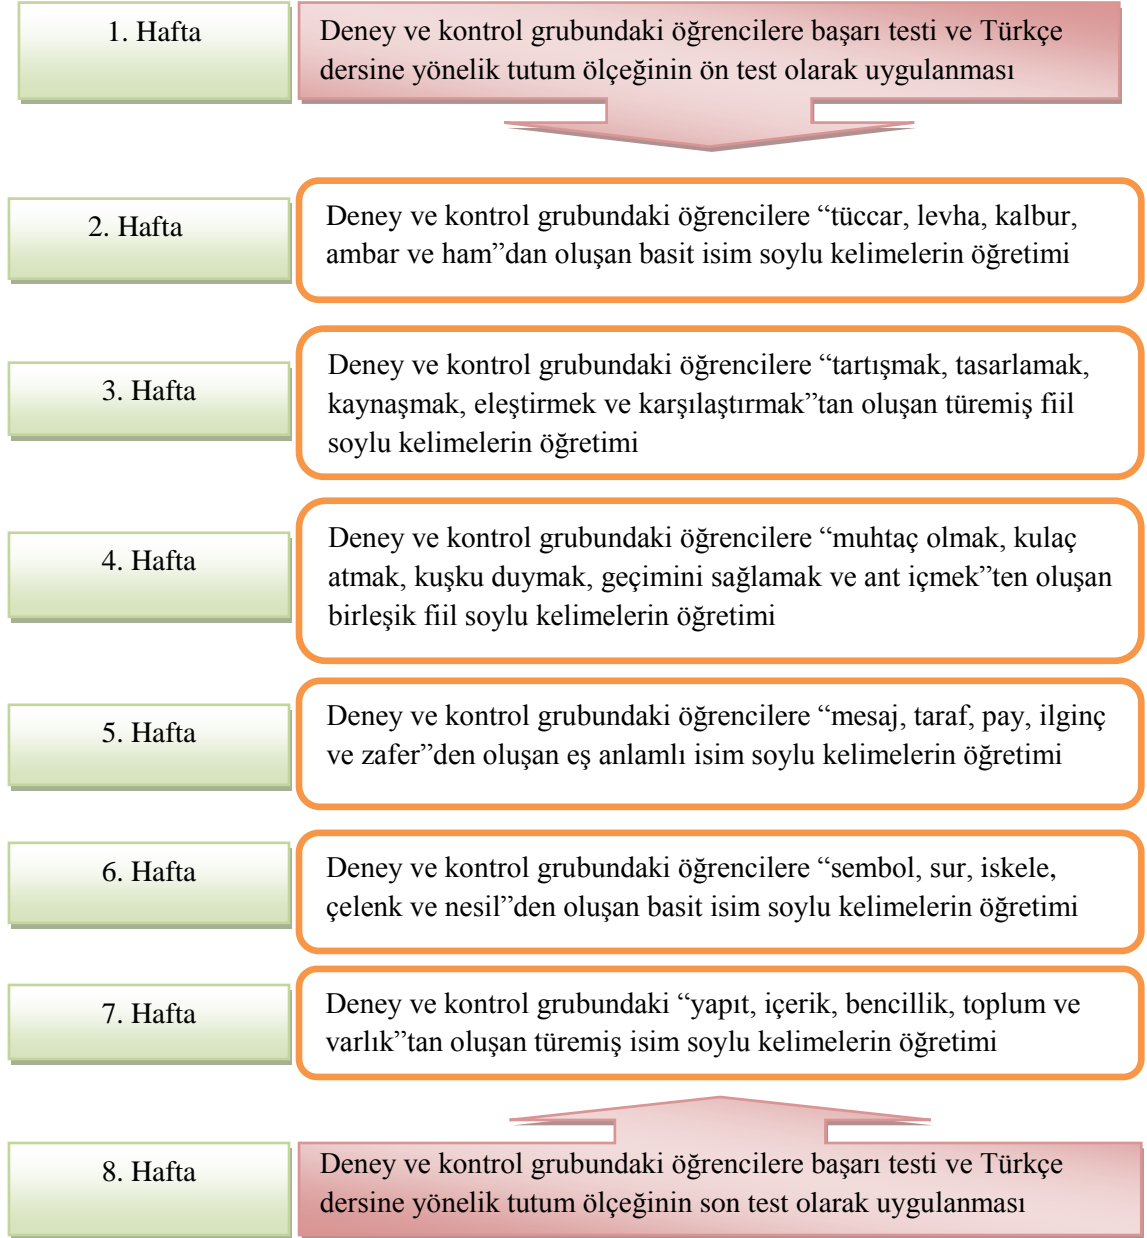 1. Hafta
Deney ve kontrol grubundaki öğrencilere başarı testi ve Türkçe
dersine yönelik tutum ölçeğinin ön test olarak uygulanması
2. Hafta
Deney ve kontrol grubundaki öğrencilere “tüccar, levha, kalbur,
ambar ve ham”dan oluşan basit isim soylu kelimelerin öğretimi
3. Hafta
Deney ve kontrol grubundaki öğrencilere “tartışmak, tasarlamak,
kaynaşmak, eleştirmek ve karşılaştırmak”tan oluşan türemiş fiil
soylu kelimelerin öğretimi
4. Hafta
Deney ve kontrol grubundaki öğrencilere “muhtaç olmak, kulaç
atmak, kuşku duymak, geçimini sağlamak ve ant içmek”ten oluşan
birleşik fiil soylu kelimelerin öğretimi
5. Hafta
Deney ve kontrol grubundaki öğrencilere “mesaj, taraf, pay, ilginç
ve zafer”den oluşan eş anlamlı isim soylu kelimelerin öğretimi
6. Hafta
Deney ve kontrol grubundaki öğrencilere “sembol, sur, iskele,
çelenk ve nesil”den oluşan basit isim soylu kelimelerin öğretimi
7. Hafta
Deney ve kontrol grubundaki “yapıt, içerik, bencillik, toplum ve
varlık”tan oluşan türemiş isim soylu kelimelerin öğretimi
8. Hafta
Deney ve kontrol grubundaki öğrencilere başarı testi ve Türkçe
dersine yönelik tutum ölçeğinin son test olarak uygulanması